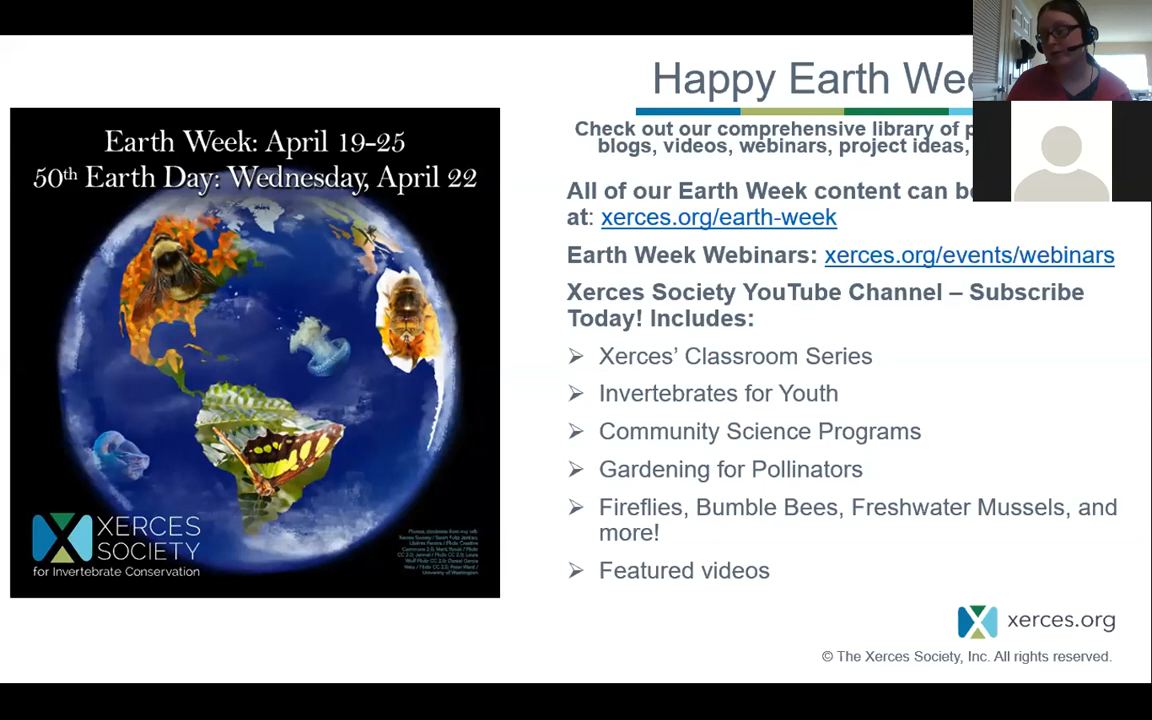 Happy Earth Wee
Earth Week: April 19-25
50th Earth Day: Wednesday, April 22
XERCES
SOCIETY
for Invertebrate Conservation
Check out our comprehensive library of p
blogs, videos, webinars, project ideas,
All of our Earth Week content can be
at: xerces.org/earth-week
Earth Week Webinars: xerces.org/events/webinars
Xerces Society YouTube Channel – Subscribe
Today! Includes:
➢ Xerces' Classroom Series
➢ Invertebrates for Youth
➢ Community Science Programs
➢ Gardening for Pollinators
➢ Fireflies, Bumble Bees, Freshwater Mussels, and
more!
➢ Featured videos
xerces.org
© The Xerces Society, Inc. All rights reserved.